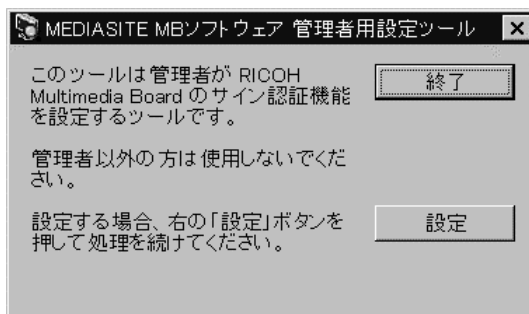 MEDIASITE MBソフトウェア 管理者用設定ツール
このツールは管理者が RICOH
Multimedia Board のサイン認証機能
を設定するツールです。
終了
管理者以外の方は使用しないでくだ
さい。
設定する場合、右の「設定」ボタンを
押して処理を続けてください。
設定